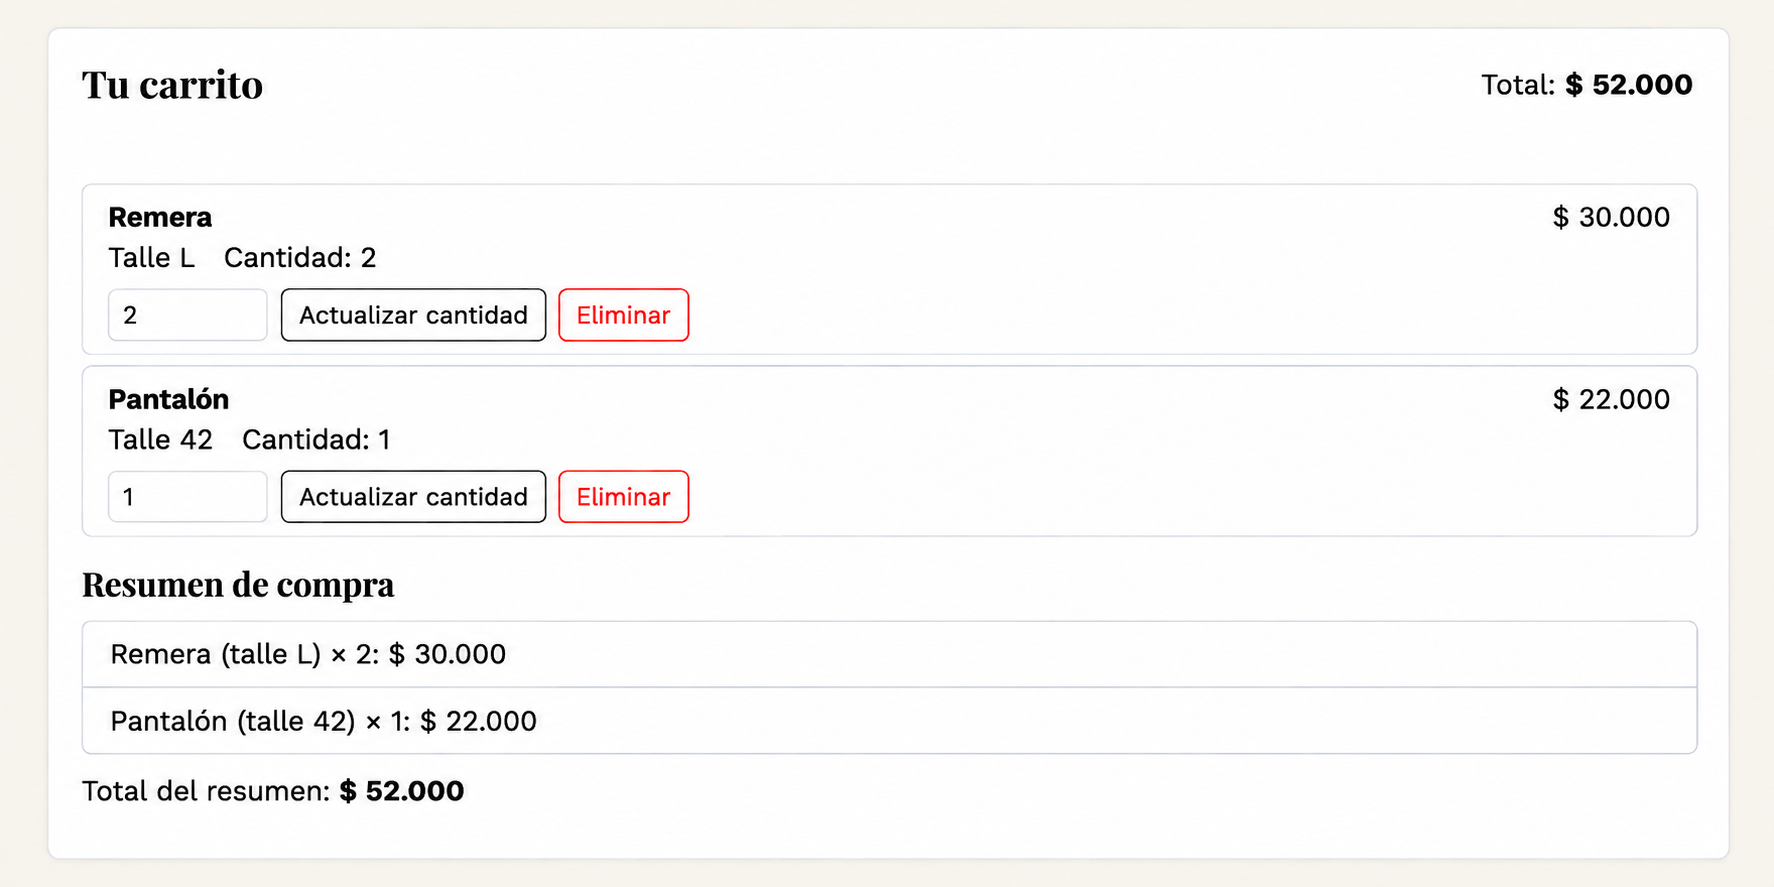 Tu carrito
Total: $ 52.000
Remera
$ 30.000
Talle L Cantidad: 2
2 Actualizar cantidad Eliminar
Pantalón
$ 22.000
Talle 42 Cantidad: 1
1 Actualizar cantidad Eliminar
Resumen de compra
Remera (talle L) × 2: $ 30.000
Pantalón (talle 42) × 1: $ 22.000
Total del resumen: $ 52.000